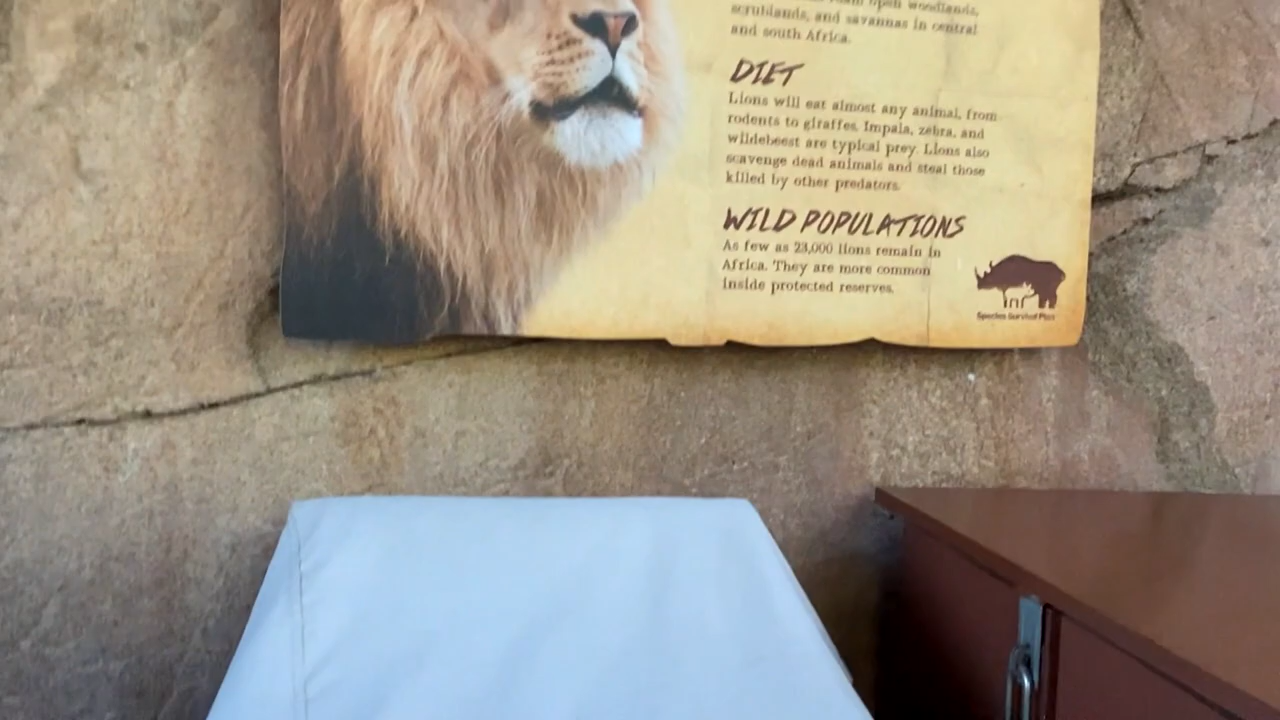 open woodlands,
scrublands, and savannas in central
and south Africa.
DIET
Lions will eat almost any animal, from
rodents to giraffes. Impala, zebra, and
wildebeest are typical prey. Lions also
scavenge dead animals and steal those
killed by other predators.
WILD POPULATIONS
As few as 23,000 lions remain in
Africa. They are more common
inside protected reserves.
Species Survival Plan